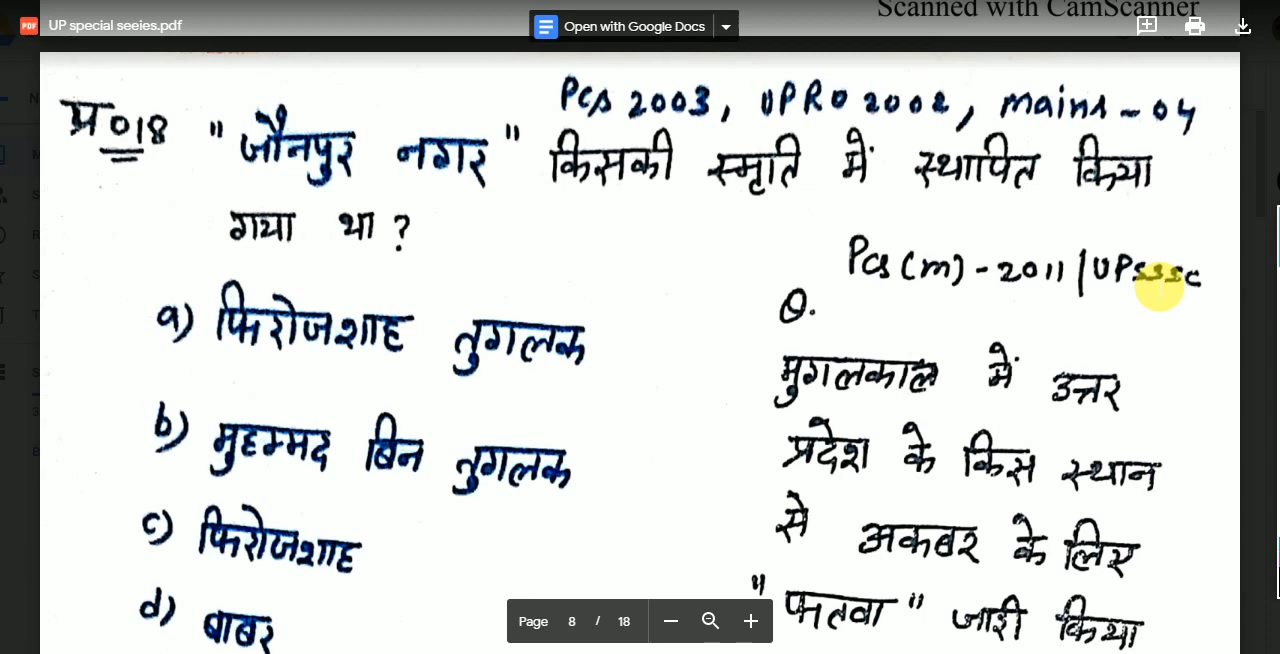 UP special seeies.pdf
Open with Google Docs
Scanned with CamScanner
Pcs 2003, UPRO 2002, mains - 04
प्र018 "जौनपुर नगर" किसकी स्मृति में स्थापित किया
गया था ?
a) फिरोजशाह तुगलक
b) मुहम्मद बिन तुगलक
c) फिरोजशाह
d) बाबर
Pcs (m) - 2011 / UPSSSC
Q.
मुगलकाल में उत्तर
प्रदेश के किस स्थान
से अकबर के लिए
"फतवा" जारी किया
Page 8 / 18